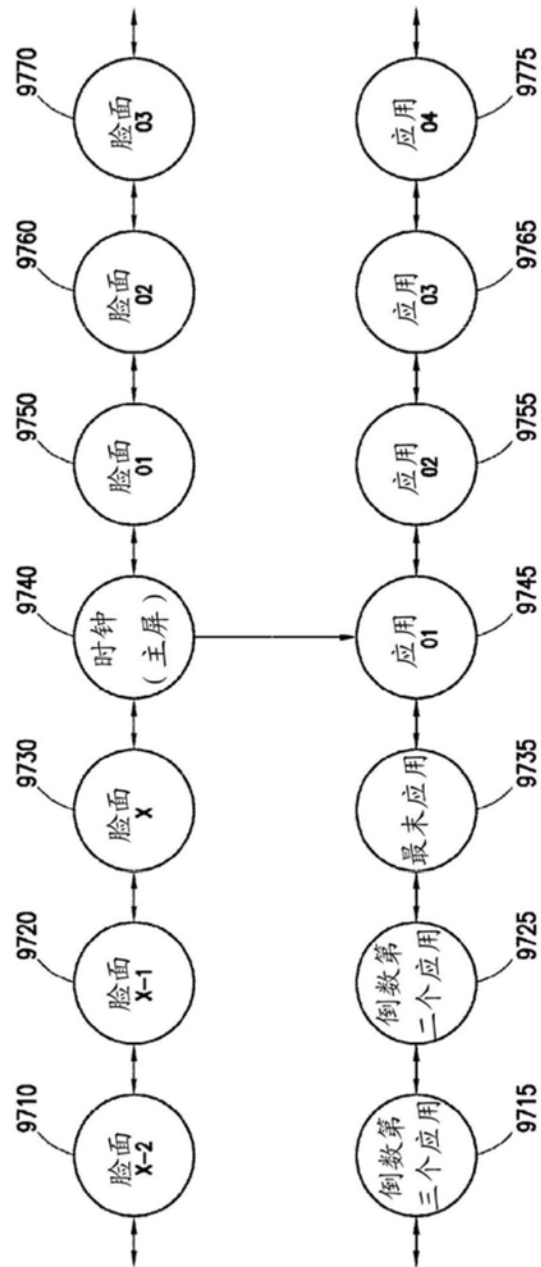 9710
9720
9730
9740
9750
9760
9770
脸面
X-2
脸面
X-1
脸面
X
时钟
(主屏)
脸面
01
脸面
02
脸面
03
倒数第
三个应用
倒数第
二个应用
最末应用
应用
01
应用
02
应用
03
应用
04
9715
9725
9735
9745
9755
9765
9775